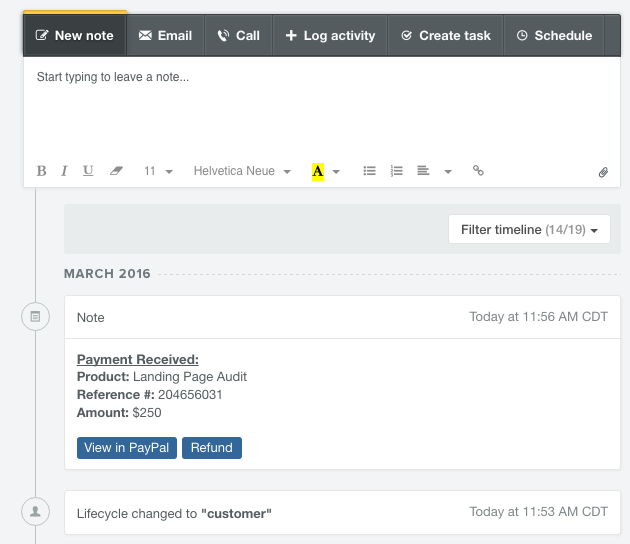 New note Email Call Log activity Create task Schedule
Start typing to leave a note...
B I U 11 Helvetica Neue A
Filter timeline (14/19)
MARCH 2016
Note Today at 11:56 AM CDT
Payment Received:
Product: Landing Page Audit
Reference #: 204656031
Amount: $250
View in PayPal Refund
Lifecycle changed to "customer" Today at 11:53 AM CDT